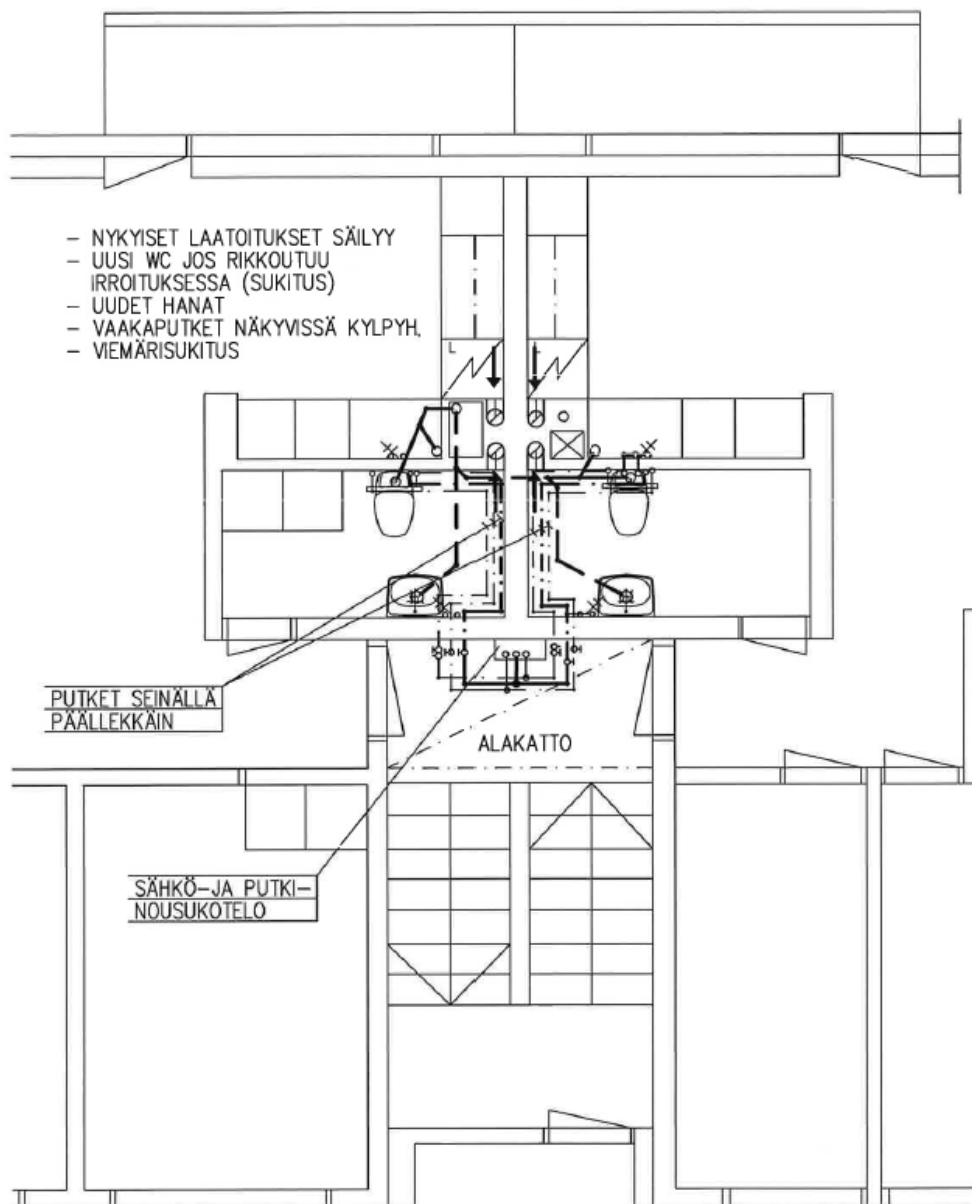 - NYKYISET LAATOITUKSET SÄILYY
- UUSI WC JOS RIKKOUTUU
IRROITUKSESSA (SUKITUS)
- UUDET HANAT
- VAAKAPUTKET NÄKYVISSÄ KYLPYH.
- VIEMÄRISUKITUS
L
L
PUTKET SEINÄLLÄ
PÄÄLLEKKÄIN
ALAKATTO
SÄHKÖ-JA PUTKI-
NOUSUKOTELO